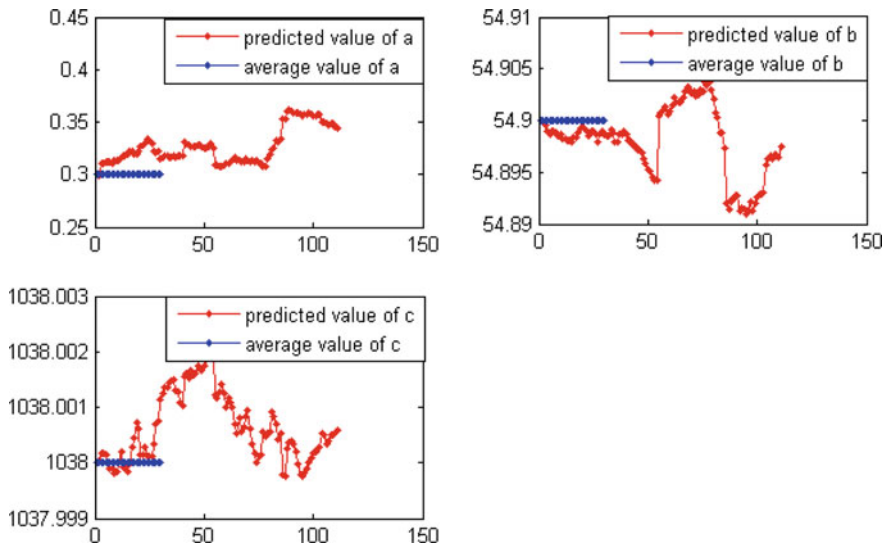 0.45
0.4
0.35
0.3
0.25
0 50 100 150
predicted value of a
average value of a
54.91
54.905
54.9
54.895
54.89
0 50 100 150
predicted value of b
average value of b
1038.003
1038.002
1038.001
1038
1037.999
0 50 100 150
predicted value of c
average value of c